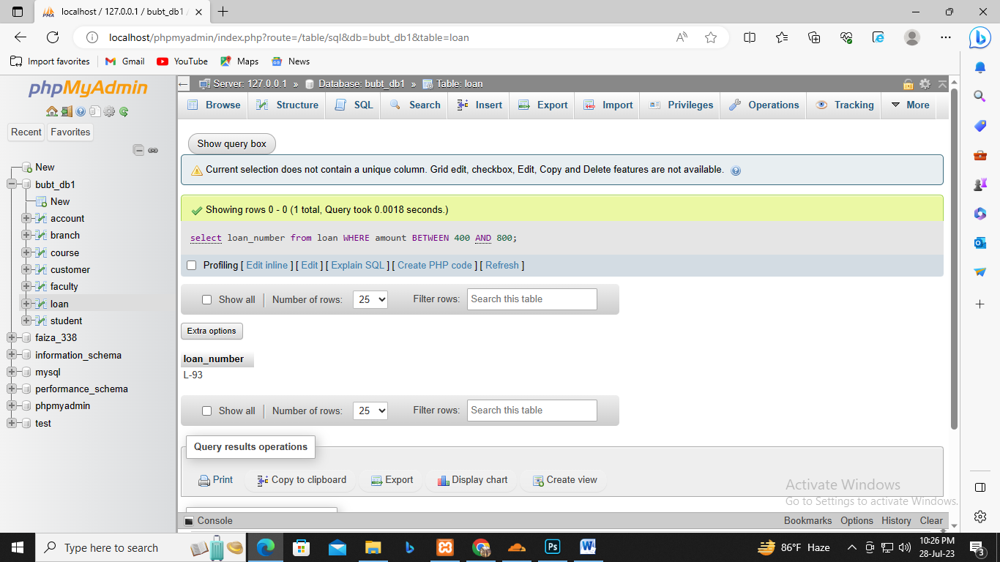 localhost / 127.0.0.1 / bubt_db1
localhost/phpmyadmin/index.php?route=/table/sql&db=bubt_db1&table=loan
Import favorites
Gmail
YouTube
Maps
News
phpMyAdmin
Recent
Favorites
New
bubt_db1
New
account
branch
course
customer
faculty
loan
student
faiza_338
information_schema
mysql
performance_schema
phpmyadmin
test
Server: 127.0.0.1 » Database: bubt_db1 » Table: loan
Browse Structure SQL Search Insert Export Import Privileges Operations Tracking More
Show query box
Current selection does not contain a unique column. Grid edit, checkbox, Edit, Copy and Delete features are not available.
Showing rows 0 - 0 (1 total, Query took 0.0018 seconds.)
select loan_number from loan WHERE amount BETWEEN 400 AND 800;
Profiling [ Edit inline ] [ Edit ] [ Explain SQL ] [ Create PHP code ] [ Refresh ]
Show all Number of rows: 25 Filter rows: Search this table
Extra options
loan_number
L-93
Show all Number of rows: 25 Filter rows: Search this table
Query results operations
Print Copy to clipboard Export Display chart Create view
Activate Windows
Go to Settings to activate Windows.
Console Bookmarks Options History Clear
Type here to search
86°F Haze
10:26 PM
28-Jul-23
3